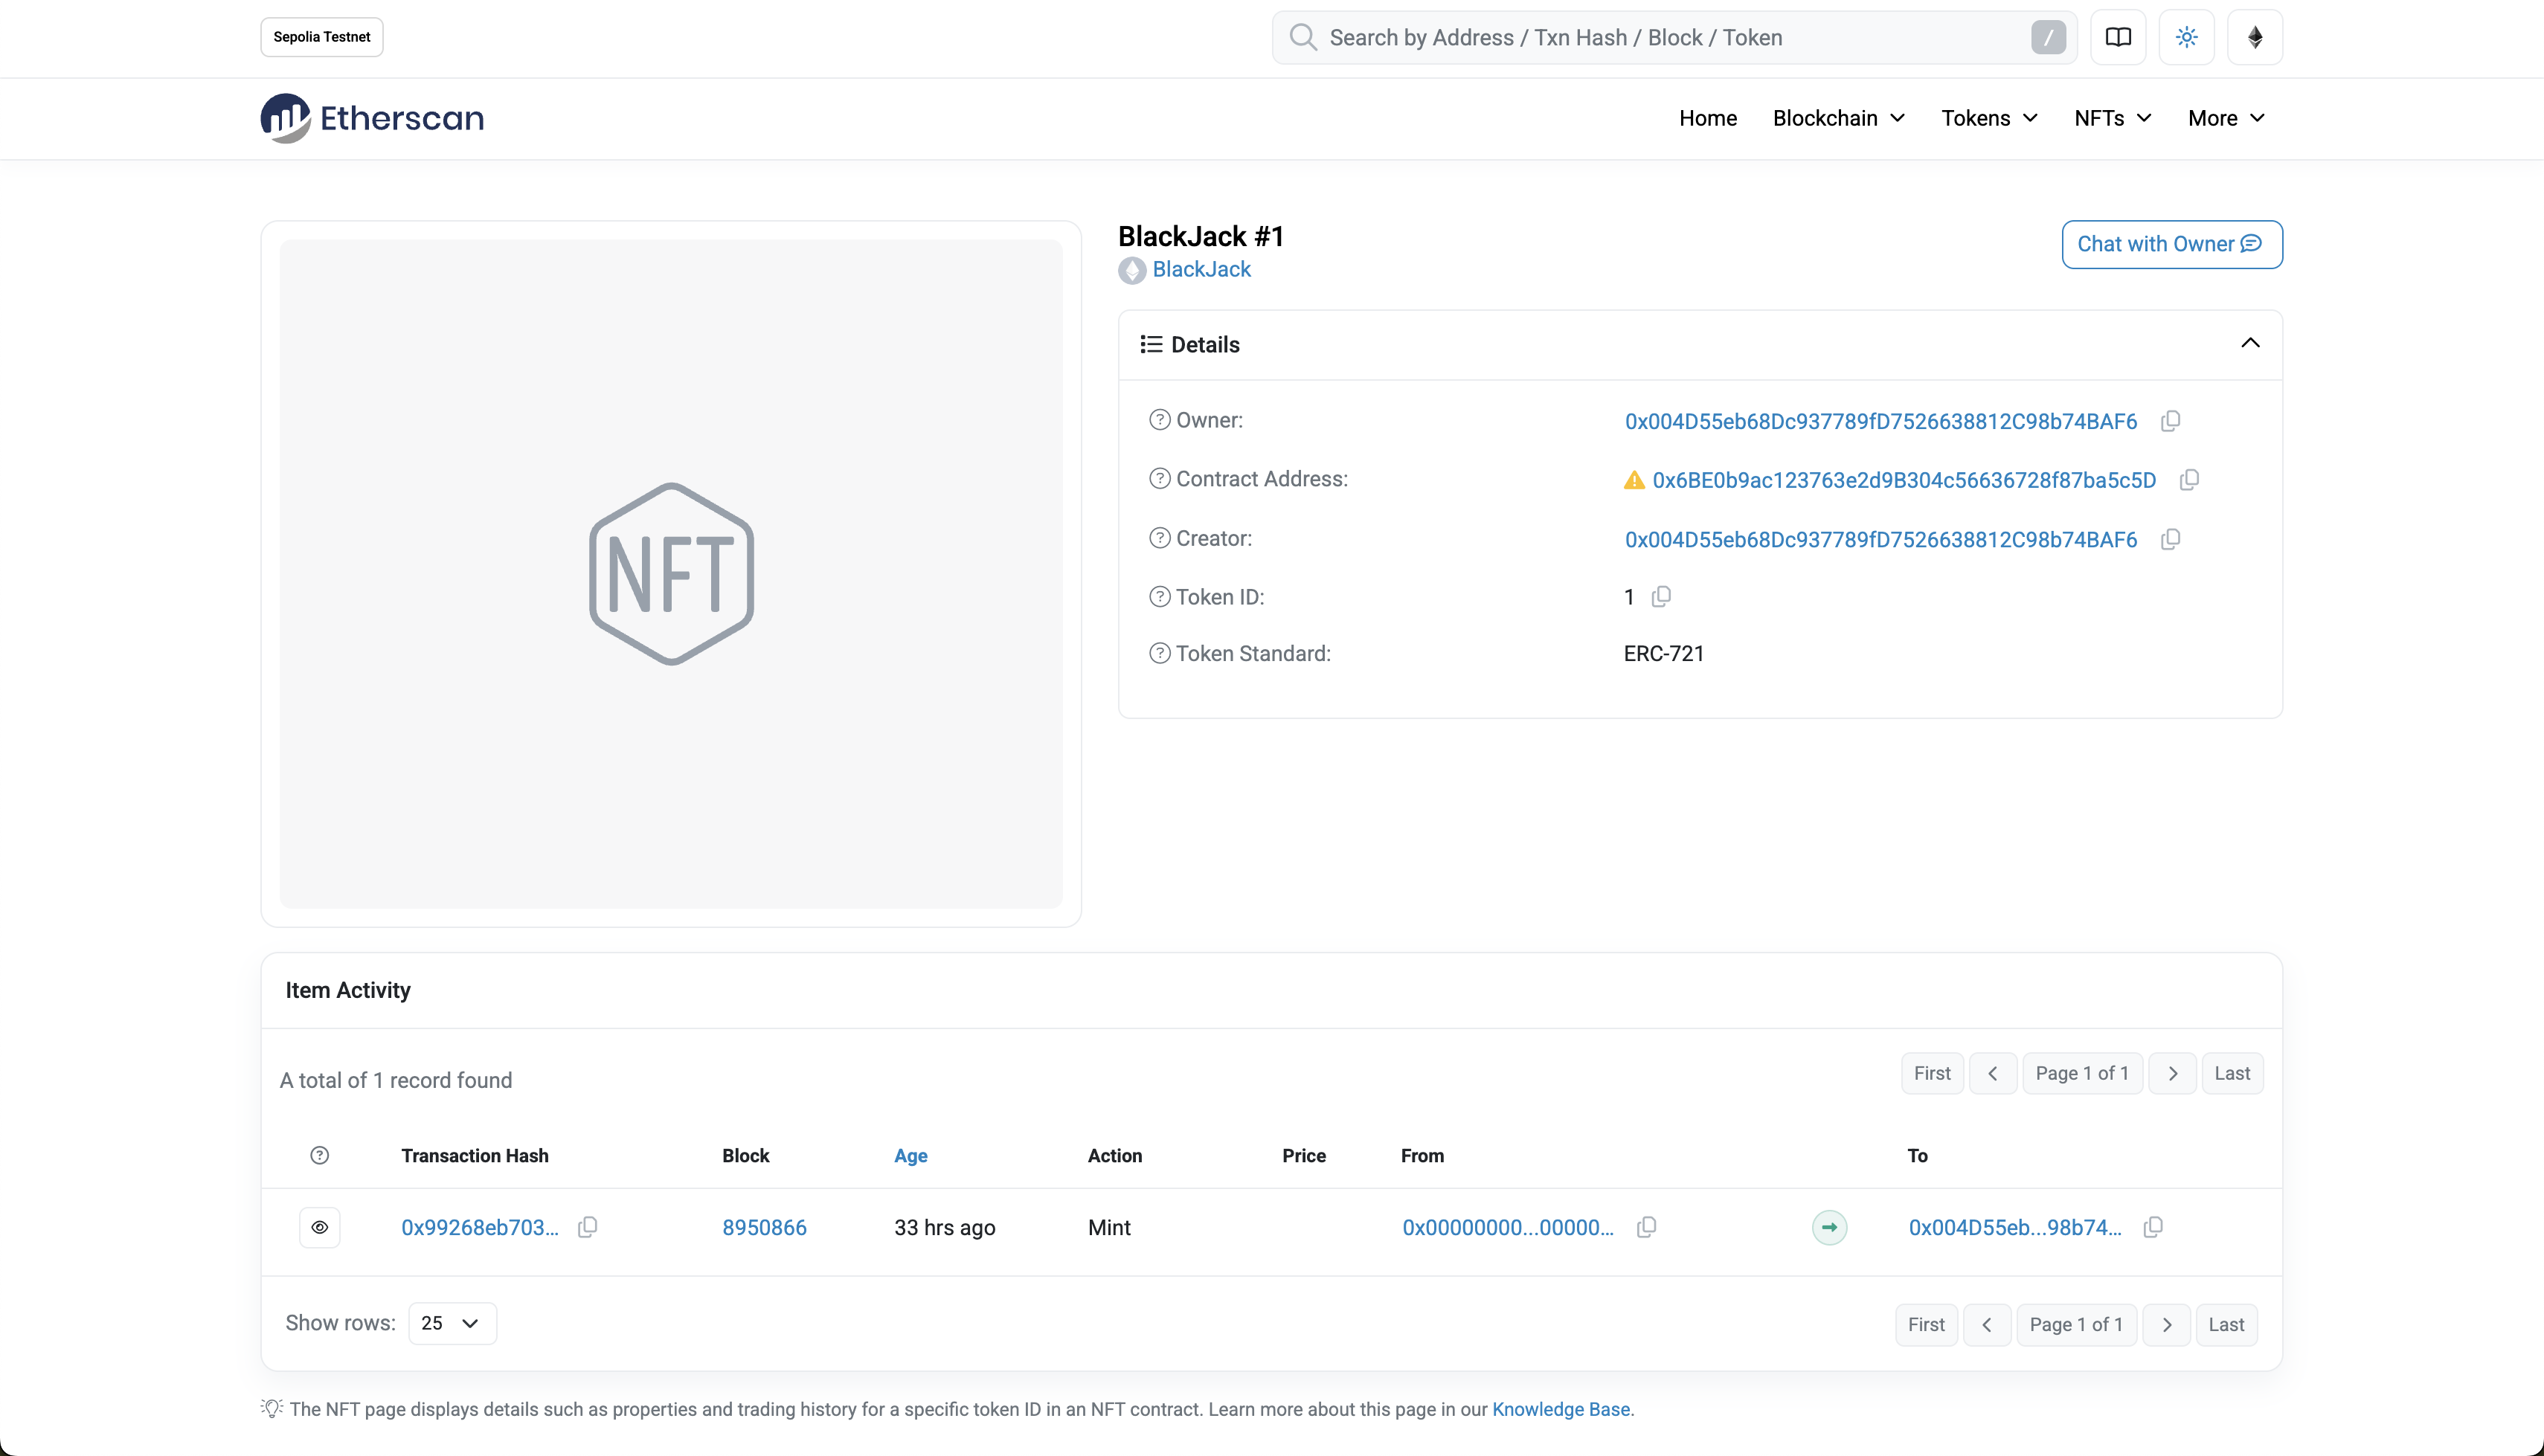 Sepolia Testnet
Search by Address / Txn Hash / Block / Token
/
Etherscan
Home
Blockchain
Tokens
NFTs
More
NFT
BlackJack #1
BlackJack
Chat with Owner
Details
Owner:
0x004D55eb68Dc937789fD7526638812C98b74BAF6
Contract Address:
0x6BE0b9ac123763e2d9B304c56636728f87ba5c5D
Creator:
0x004D55eb68Dc937789fD7526638812C98b74BAF6
Token ID:
1
Token Standard:
ERC-721
Item Activity
A total of 1 record found
First
Page 1 of 1
Last
Transaction Hash
Block
Age
Action
Price
From
To
0x99268eb703...
8950866
33 hrs ago
Mint
0x00000000...00000...
0x004D55eb...98b74...
Show rows:
25
First
Page 1 of 1
Last
The NFT page displays details such as properties and trading history for a specific token ID in an NFT contract. Learn more about this page in our Knowledge Base.